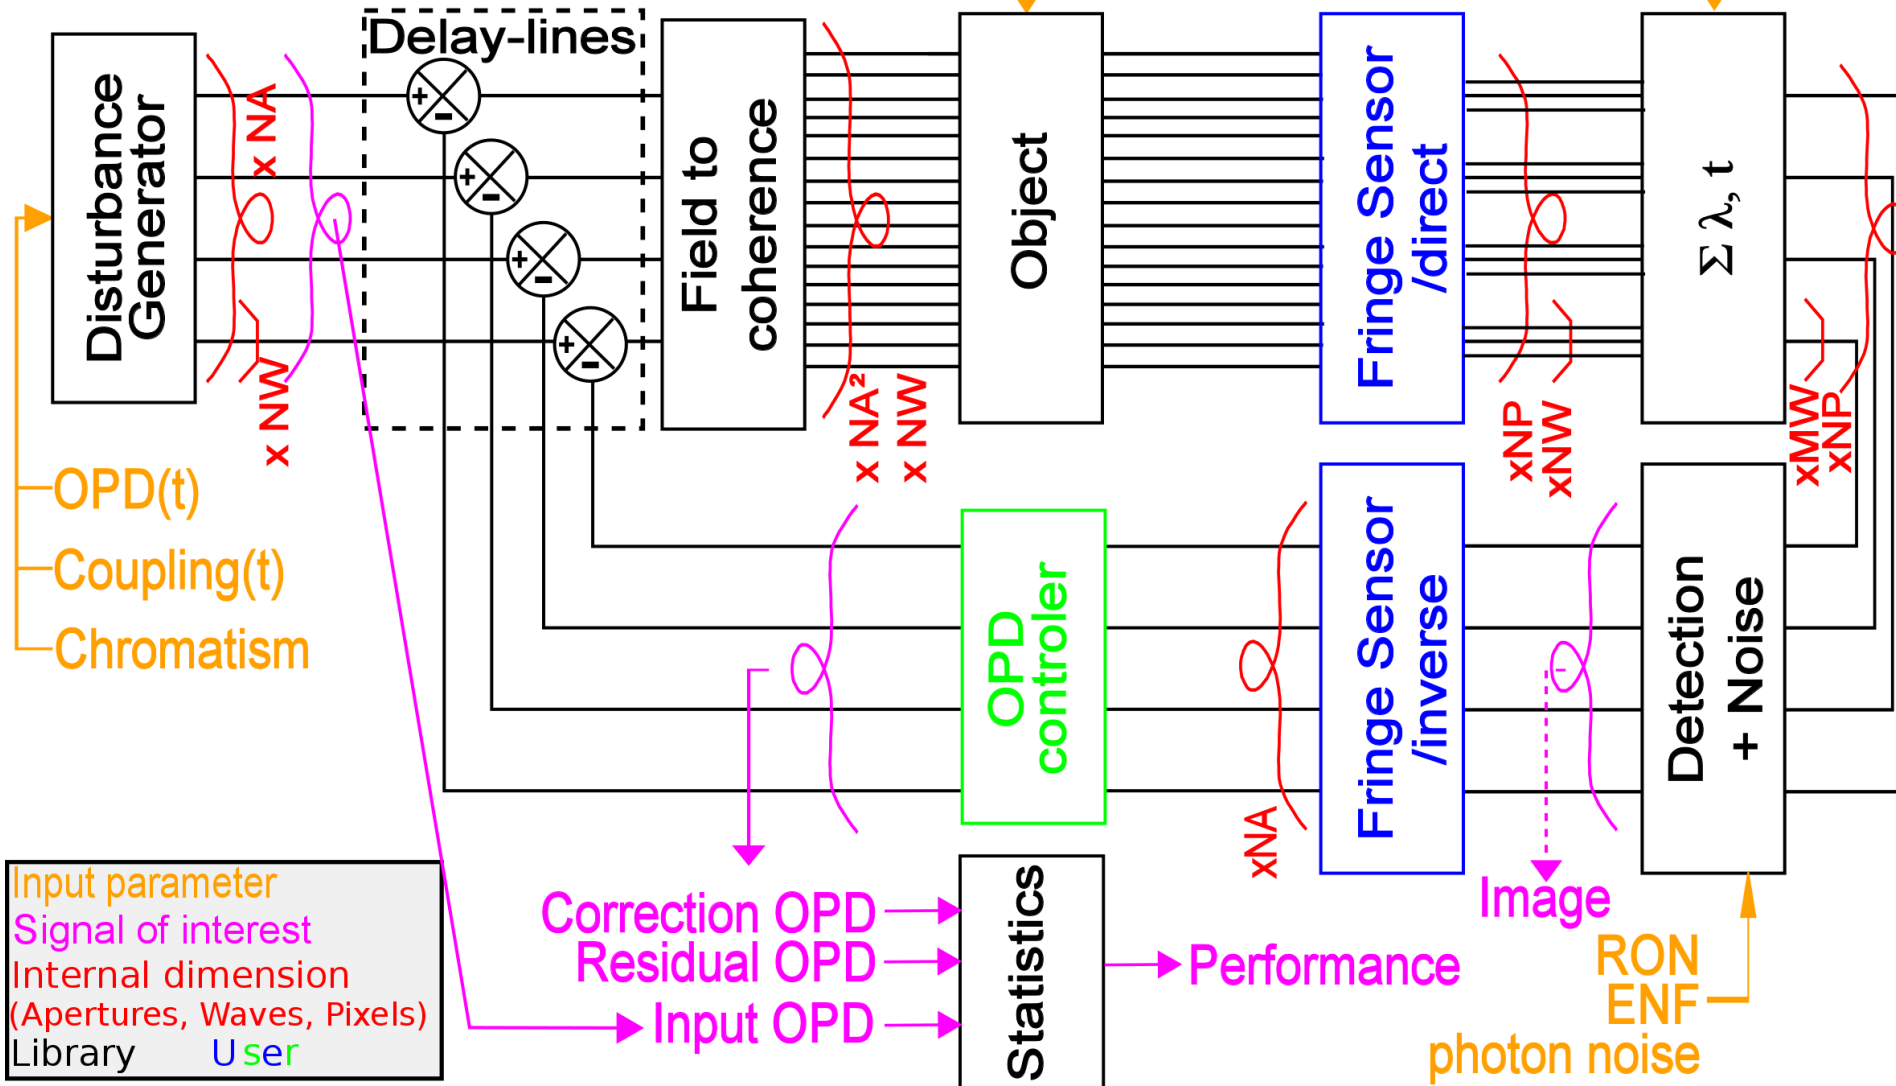 Delay-lines
Disturbance
Generator
x NA
x NW
+
-
+
-
+
-
+
-
Field to
coherence
x NA²
x NW
Object
Fringe Sensor
/direct
xNP
xNW
Σ λ, t
xMW
xNP
OPD(t)
Coupling(t)
Chromatism
OPD
controler
xNA
Fringe Sensor
/inverse
Detection
+ Noise
Image
RON
ENF
photon noise
Correction OPD
Residual OPD
Input OPD
Statistics
Performance
Input parameter
Signal of interest
Internal dimension
(Apertures, Waves, Pixels)
Library User